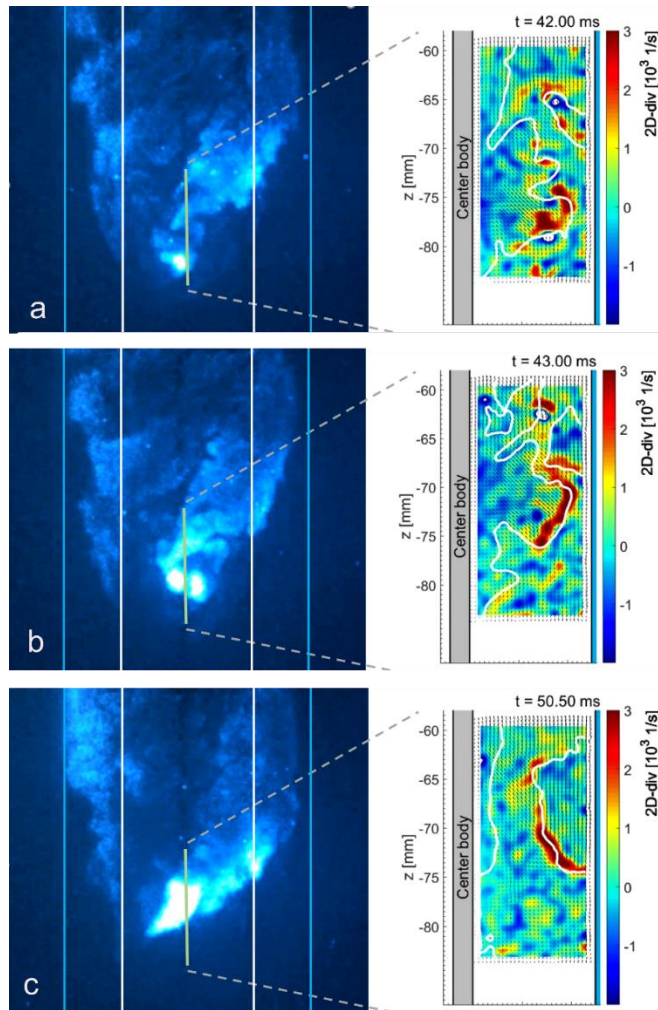 a
t = 42.00 ms
-60
-65
-70
-75
-80
z [mm]
Center body
3
2
1
0
-1
2D-div [10³ 1/s]
b
t = 43.00 ms
-60
-65
-70
-75
-80
z [mm]
Center body
3
2
1
0
-1
2D-div [10³ 1/s]
c
t = 50.50 ms
-60
-65
-70
-75
-80
z [mm]
Center body
3
2
1
0
-1
2D-div [10³ 1/s]